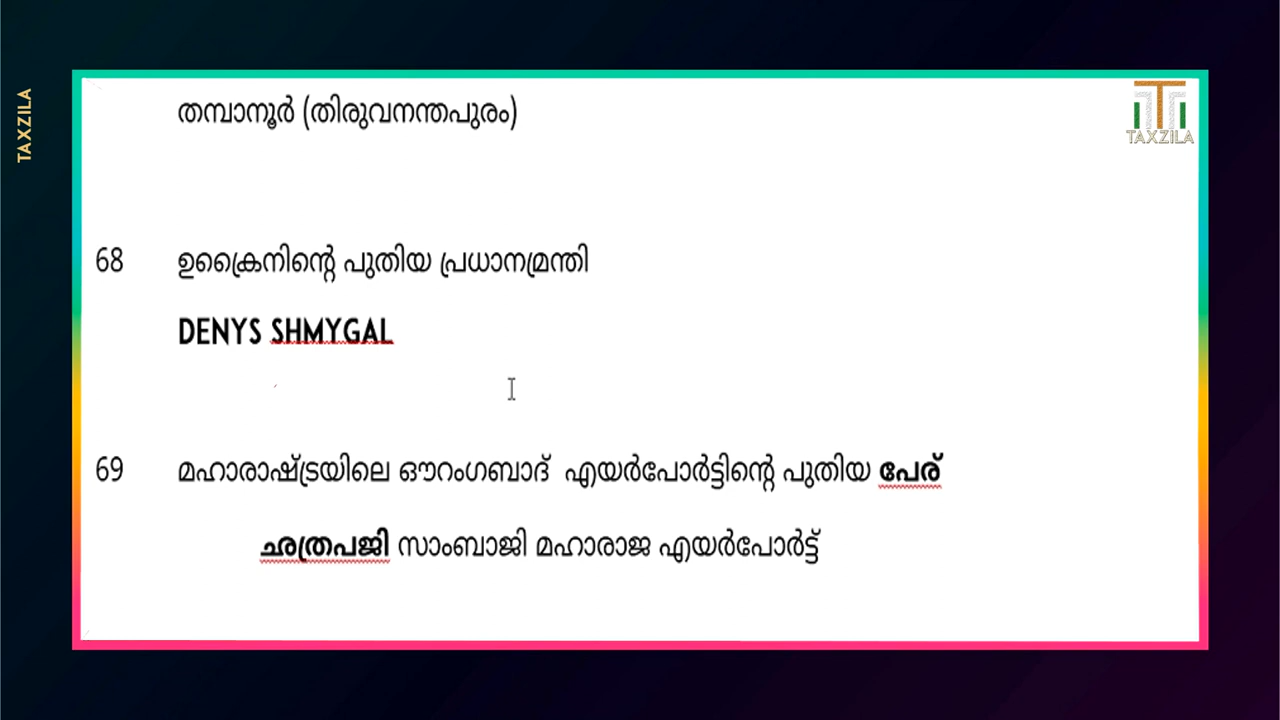 TAXZILA
തമ്പാനൂർ (തിരുവനന്തപുരം)
TAXZILA
68 ഉക്രൈനിന്റെ പുതിയ പ്രധാനമന്ത്രി
DENYS SHMYGAL
69 മഹാരാഷ്ട്രയിലെ ഔറംഗബാദ് എയർപോർട്ടിന്റെ പുതിയ പേര്
ഛത്രപജി സാംബാജി മഹാരാജ എയർപോർട്ട്